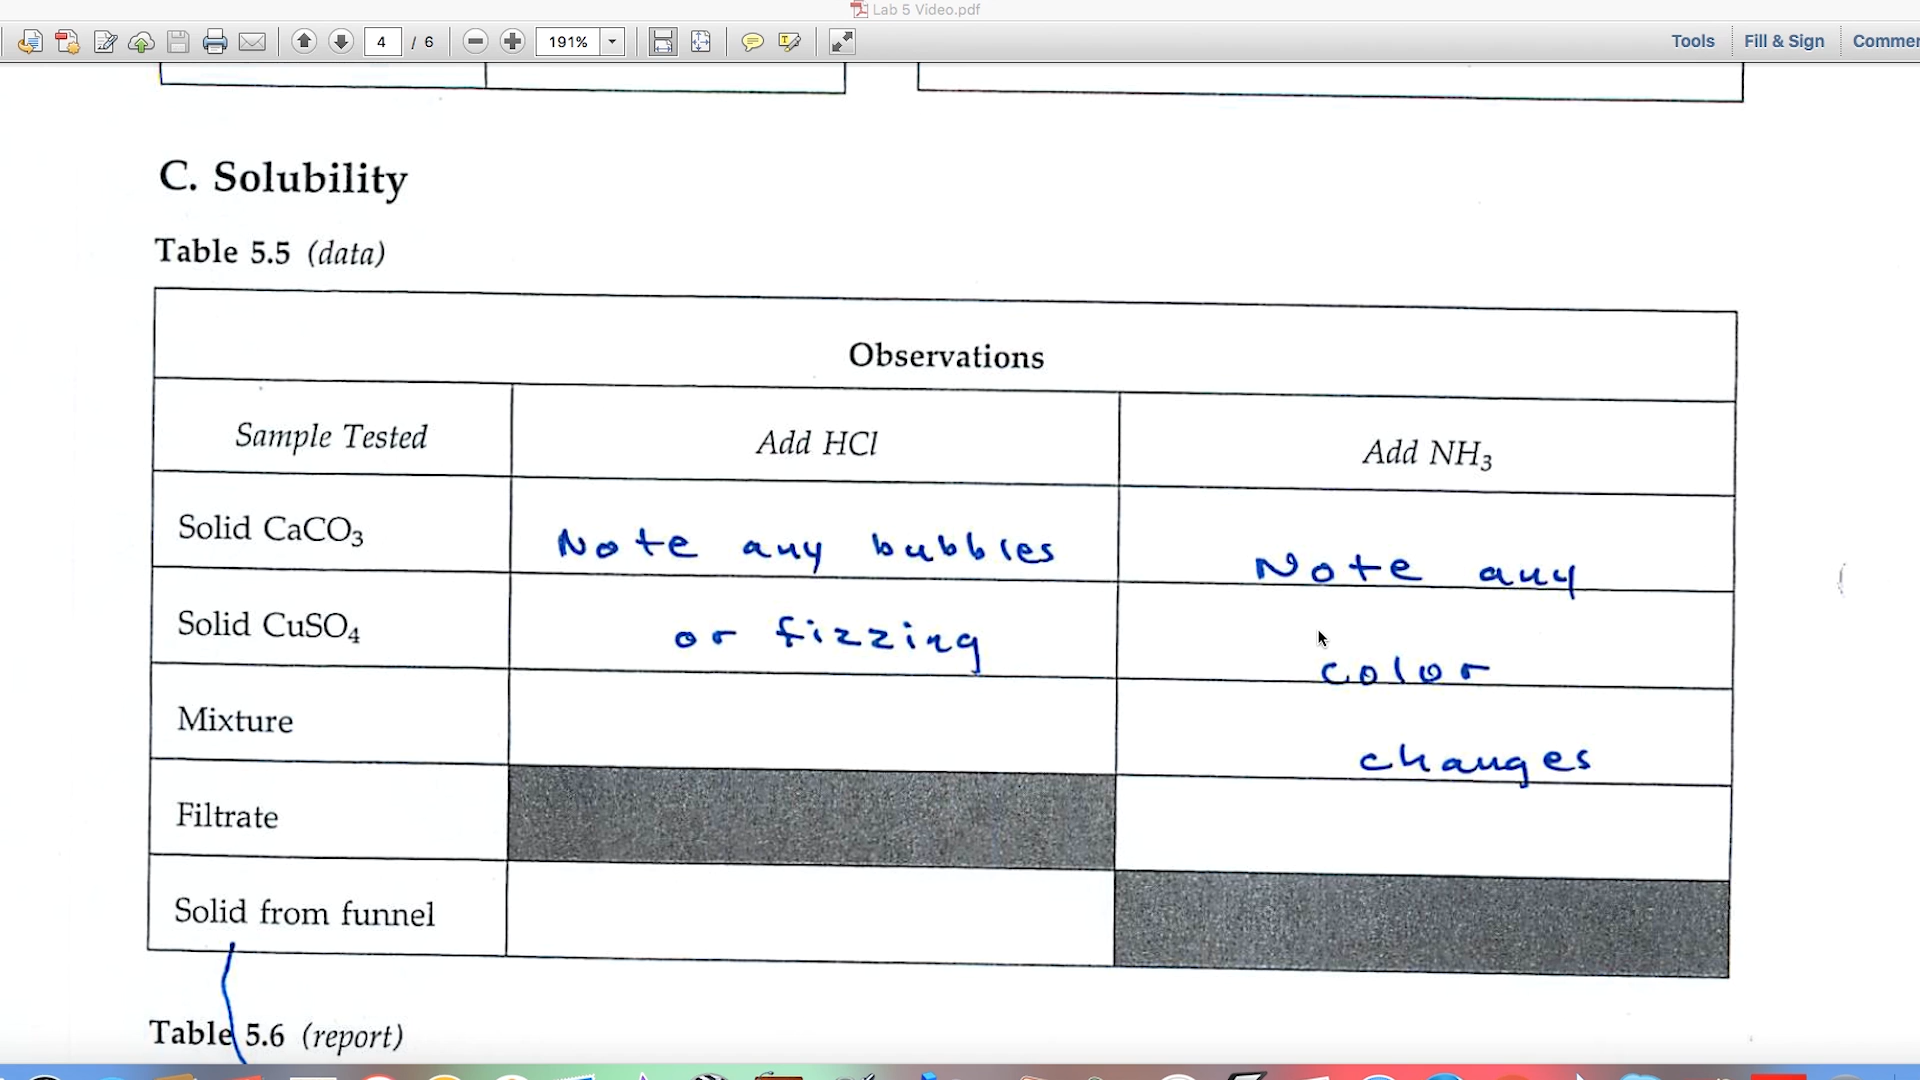 Lab 5 Video.pdf
4 / 6 191% Tools Fill & Sign Commen
C. Solubility
Table 5.5 (data)
Observations
Sample Tested Add HCl Add NH₃
Solid CaCO₃ Note any bubbles Note any
Solid CuSO₄ or fizzing color
Mixture changes
Filtrate
Solid from funnel
Table 5.6 (report)